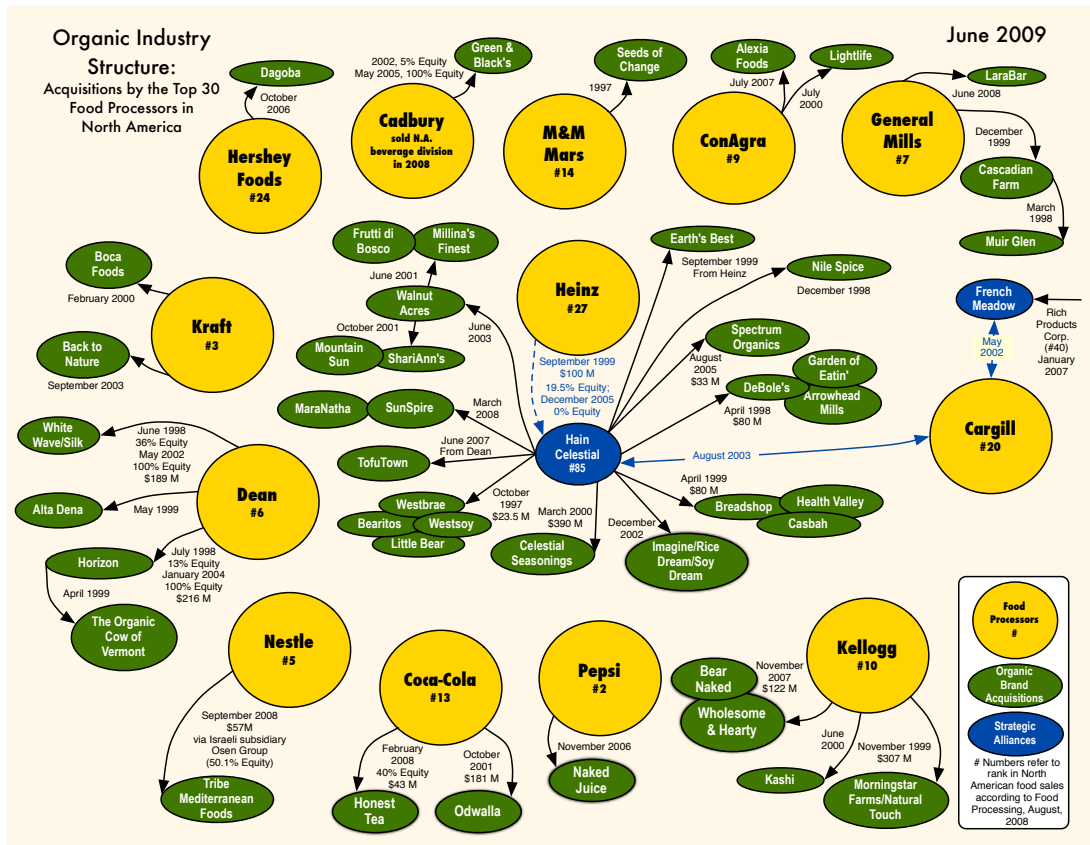 Organic Industry
Structure:
Acquisitions by the Top 30
Food Processors in
North America
June 2009
Dagoba
October
2006
Hershey
Foods
#24
2002, 5% Equity
May 2005, 100% Equity
Green &
Black's
Cadbury
sold N.A.
beverage division
in 2008
Seeds of
Change
1997
M&M
Mars
#14
Alexia
Foods
July 2007
Lightlife
July
2000
ConAgra
#9
General
Mills
#7
LaraBar
June 2008
December
1999
Cascadian
Farm
March
1998
Muir Glen
Boca
Foods
February 2000
Kraft
#3
Back to
Nature
September 2003
Frutti di
Bosco
Millina's
Finest
June 2001
Walnut
Acres
October 2001
Mountain
Sun
ShariAnn's
June
2003
Heinz
#27
September 1999
$100 M
19.5% Equity;
December 2005
0% Equity
Earth's Best
September 1999
From Heinz
Nile Spice
December 1998
Spectrum
Organics
August
2005
$33 M
Garden of
Eatin'
DeBole's
Arrowhead
Mills
April 1998
$80 M
French
Meadow
Rich
Products
Corp.
(#40)
January
2007
May
2002
Cargill
#20
August 2003
MaraNatha
SunSpire
March
2008
Hain
Celestial
#85
TofuTown
June 2007
From Dean
Westbrae
Bearitos
Westsoy
Little Bear
October
1997
$23.5 M
March 2000
$390 M
Celestial
Seasonings
December
2002
Imagine/Rice
Dream/Soy
Dream
April 1999
$80 M
Breadshop
Health Valley
Casbah
White
Wave/Silk
June 1998
36% Equity
May 2002
100% Equity
$189 M
Dean
#6
Alta Dena
May 1999
Horizon
July 1998
13% Equity
January 2004
100% Equity
$216 M
April 1999
The Organic
Cow of
Vermont
Nestle
#5
September 2008
$57M
via Israeli subsidiary
Osen Group
(50.1% Equity)
Tribe
Mediterranean
Foods
Coca-Cola
#13
February
2008
40% Equity
$43 M
Honest
Tea
October
2001
$181 M
Odwalla
Pepsi
#2
November 2006
Naked
Juice
Kellogg
#10
Bear
Naked
Wholesome
& Hearty
November
2007
$122 M
June
2000
Kashi
November 1999
$307 M
Morningstar
Farms/Natural
Touch
Food
Processors
#
Organic
Brand
Acquisitions
Strategic
Alliances
# Numbers refer to
rank in North
American food sales
according to Food
Processing, August,
2008